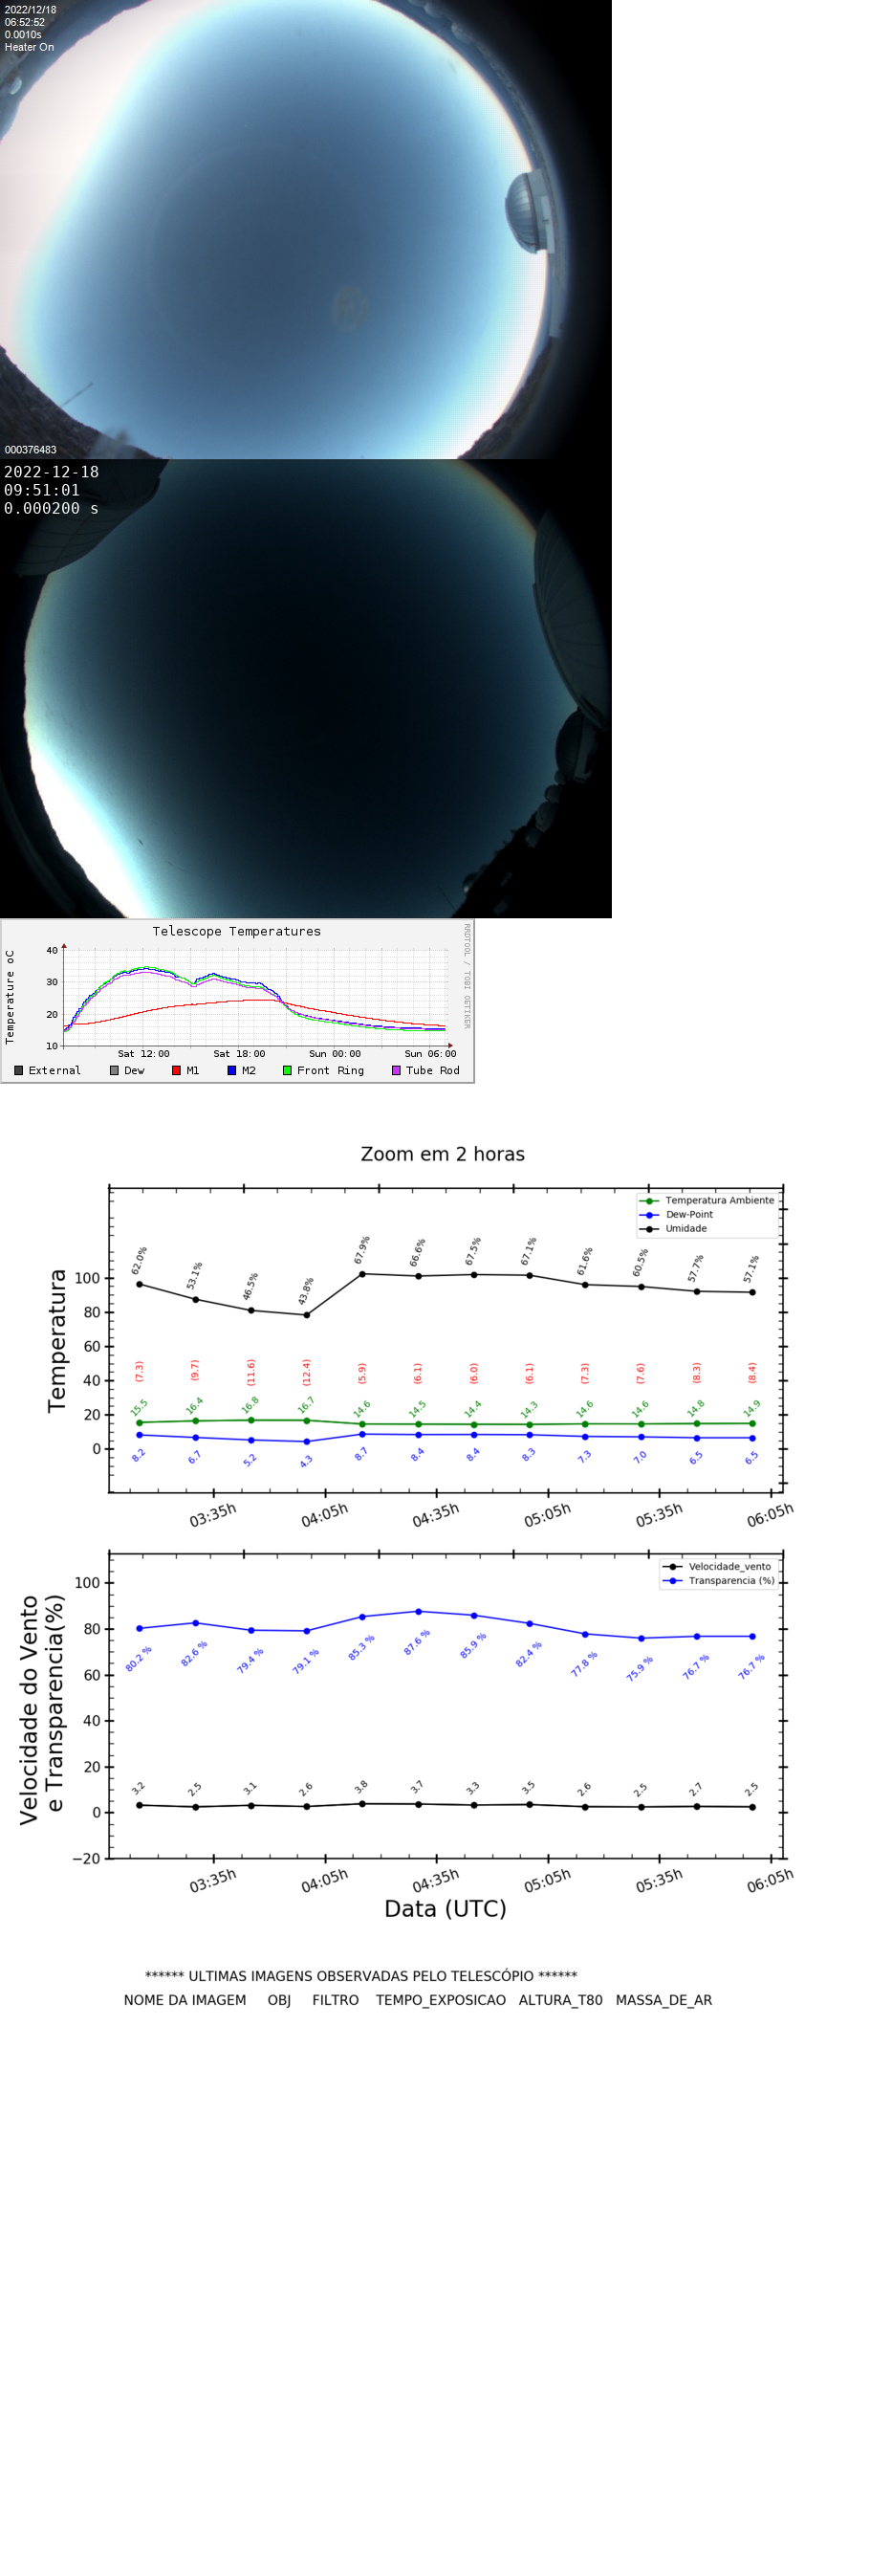 2022/12/18
06:52:52
0.0010s
Heater On
000376483
2022-12-18
09:51:01
0.000200 s
Telescope Temperatures
RRDTOOL / TOBI OETIKER
Temperature oC
40
30
20
10
Sat 12:00 Sat 18:00 Sun 00:00 Sun 06:00
External Dew M1 M2 Front Ring Tube Rod
Zoom em 2 horas
Temperatura Ambiente
Dew-Point
Umidade
Temperatura
100
80
60
40
20
0
62.0% 53.1% 46.5% 43.8% 67.9% 66.6% 67.5% 67.1% 61.6% 60.5% 57.7% 57.1%
(7.3) (9.7) (11.6) (12.4) (5.9) (6.1) (6.0) (6.1) (7.3) (7.6) (8.3) (8.4)
15.5 16.4 16.8 16.7 14.6 14.5 14.4 14.3 14.6 14.6 14.8 14.9
8.2 6.7 5.2 4.3 8.7 8.4 8.4 8.3 7.3 7.0 6.5 6.5
03:35h 04:05h 04:35h 05:05h 05:35h 06:05h
Velocidade_vento
Transparencia (%)
Velocidade do Vento
e Transparencia(%)
100
80
60
40
20
0
−20
80.2 % 82.6 % 79.4 % 79.1 % 85.3 % 87.6 % 85.9 % 82.4 % 77.8 % 75.9 % 76.7 % 76.7 %
3.2 2.5 3.1 2.6 3.8 3.7 3.3 3.5 2.6 2.5 2.7 2.5
03:35h 04:05h 04:35h 05:05h 05:35h 06:05h
Data (UTC)
****** ULTIMAS IMAGENS OBSERVADAS PELO TELESCÓPIO ******
NOME DA IMAGEM OBJ FILTRO TEMPO_EXPOSICAO ALTURA_T80 MASSA_DE_AR